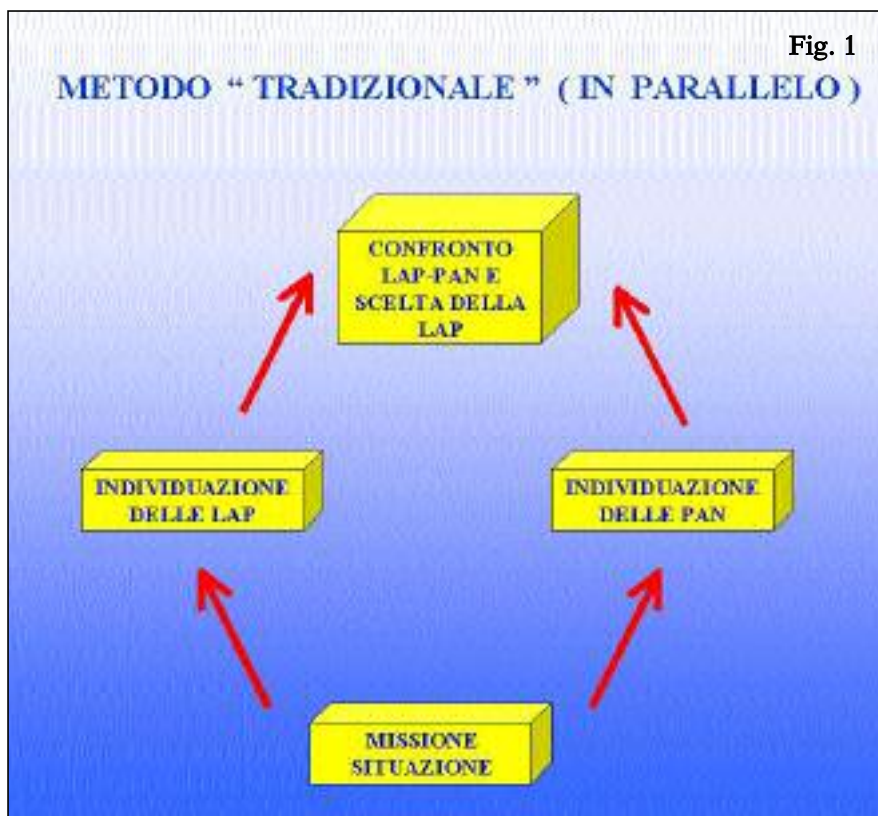 Fig. 1
METODO “ TRADIZIONALE ” ( IN PARALLELO )
CONFRONTO
LAP-PAN E
SCELTA DELLA
LAP
INDIVIDUAZIONE
DELLE LAP
INDIVIDUAZIONE
DELLE PAN
MISSIONE
SITUAZIONE